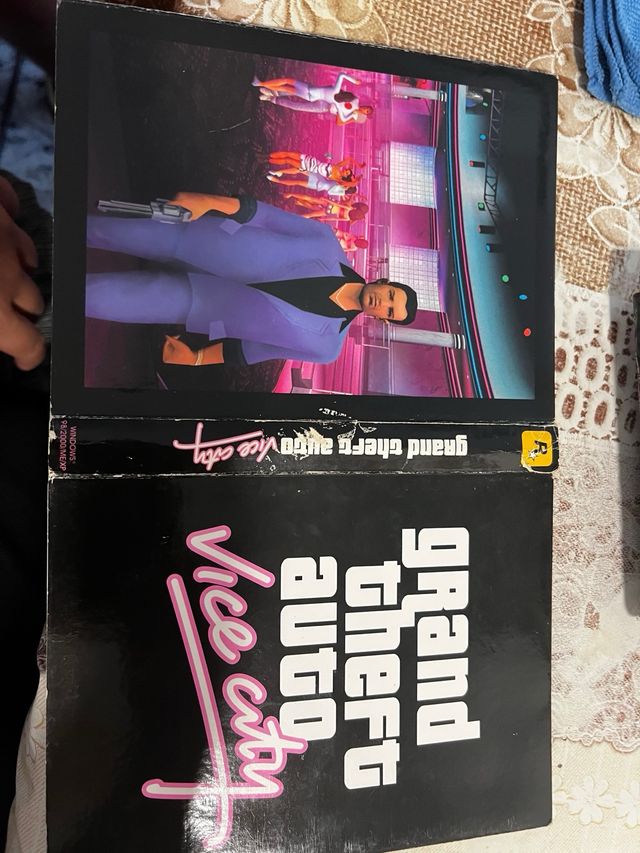 grand
theft
auto
Vice City
grand theft auto Vice City
WINDOWS®
98/2000/ME/XP
R